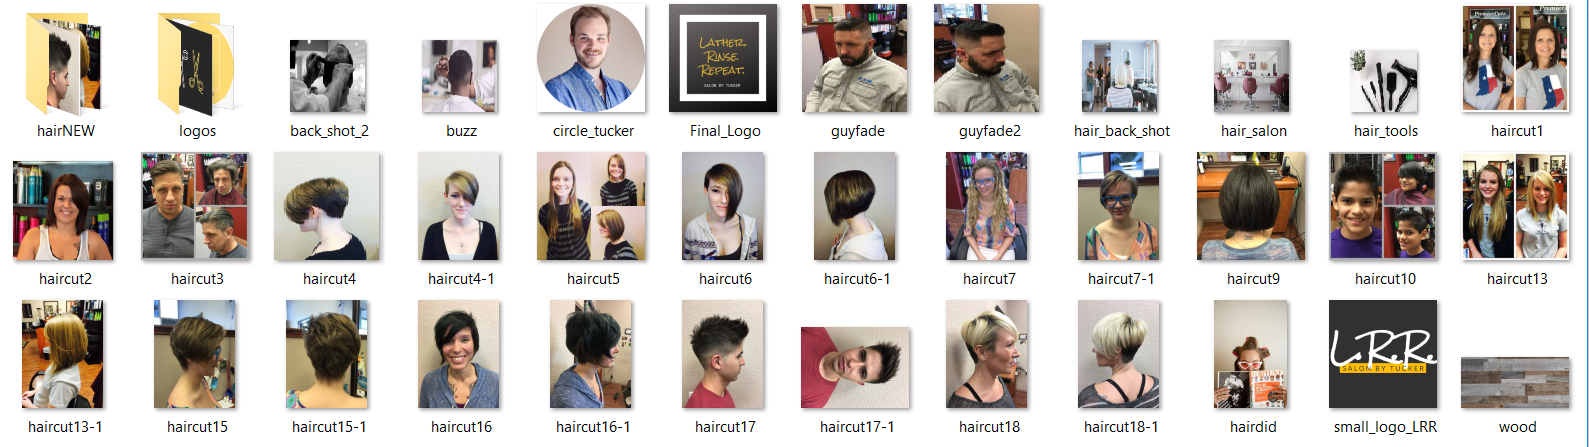 LATHER.
RINSE.
REPEAT.
SALON BY TUCKER
PremierCuts
Premier
hairNEW
logos
back_shot_2
buzz
circle_tucker
Final_Logo
guyfade
guyfade2
hair_back_shot
hair_salon
hair_tools
haircut1
haircut2
haircut3
haircut4
haircut4-1
haircut5
haircut6
haircut6-1
haircut7
haircut7-1
haircut9
haircut10
haircut13
L.R.R.
SALON BY TUCKER
haircut13-1
haircut15
haircut15-1
haircut16
haircut16-1
haircut17
haircut17-1
haircut18
haircut18-1
hairdid
small_logo_LRR
wood